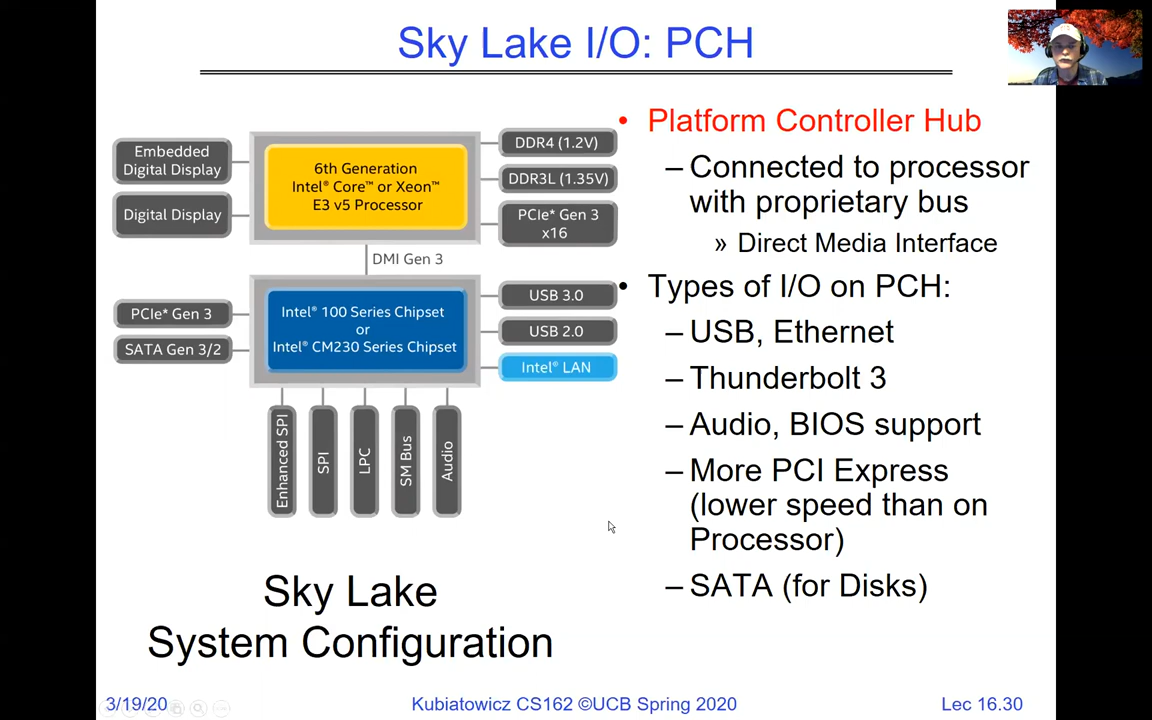 Sky Lake I/O: PCH
Embedded
Digital Display
Digital Display
6th Generation
Intel® Core™ or Xeon™
E3 v5 Processor
DDR4 (1.2V)
DDR3L (1.35V)
PCIe* Gen 3
x16
DMI Gen 3
PCIe* Gen 3
SATA Gen 3/2
Intel® 100 Series Chipset
or
Intel® CM230 Series Chipset
USB 3.0
USB 2.0
Intel® LAN
Enhanced SPI
SPI
LPC
SM Bus
Audio
Sky Lake
System Configuration
• Platform Controller Hub
– Connected to processor
with proprietary bus
» Direct Media Interface
• Types of I/O on PCH:
– USB, Ethernet
– Thunderbolt 3
– Audio, BIOS support
– More PCI Express
(lower speed than on
Processor)
– SATA (for Disks)
3/19/20
Kubiatowicz CS162 ©UCB Spring 2020
Lec 16.30